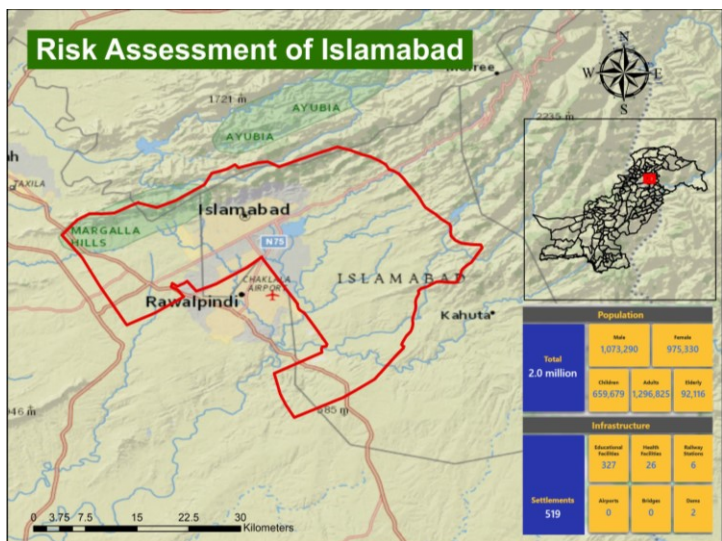 Risk Assessment of Islamabad
N
W
E
S
1721 m
AYUBIA
AYUBIA
2235 m
TAXILA
MARGALLA
HILLS
Islamabad
N75
CHAKLALA
AIRPORT
ISLAMABAD
Rawalpindi
Kahuta
585 m
0 3.75 7.5 15 22.5 30
Kilometers
Population
Total
2.0 million
Male
1,073,290
Female
975,330
Children
659,679
Adults
1,296,825
Elderly
92,116
Infrastructure
Settlements
519
Educational
Facilities
327
Health
Facilities
26
Railway
Stations
6
Airports
0
Bridges
0
Dams
2